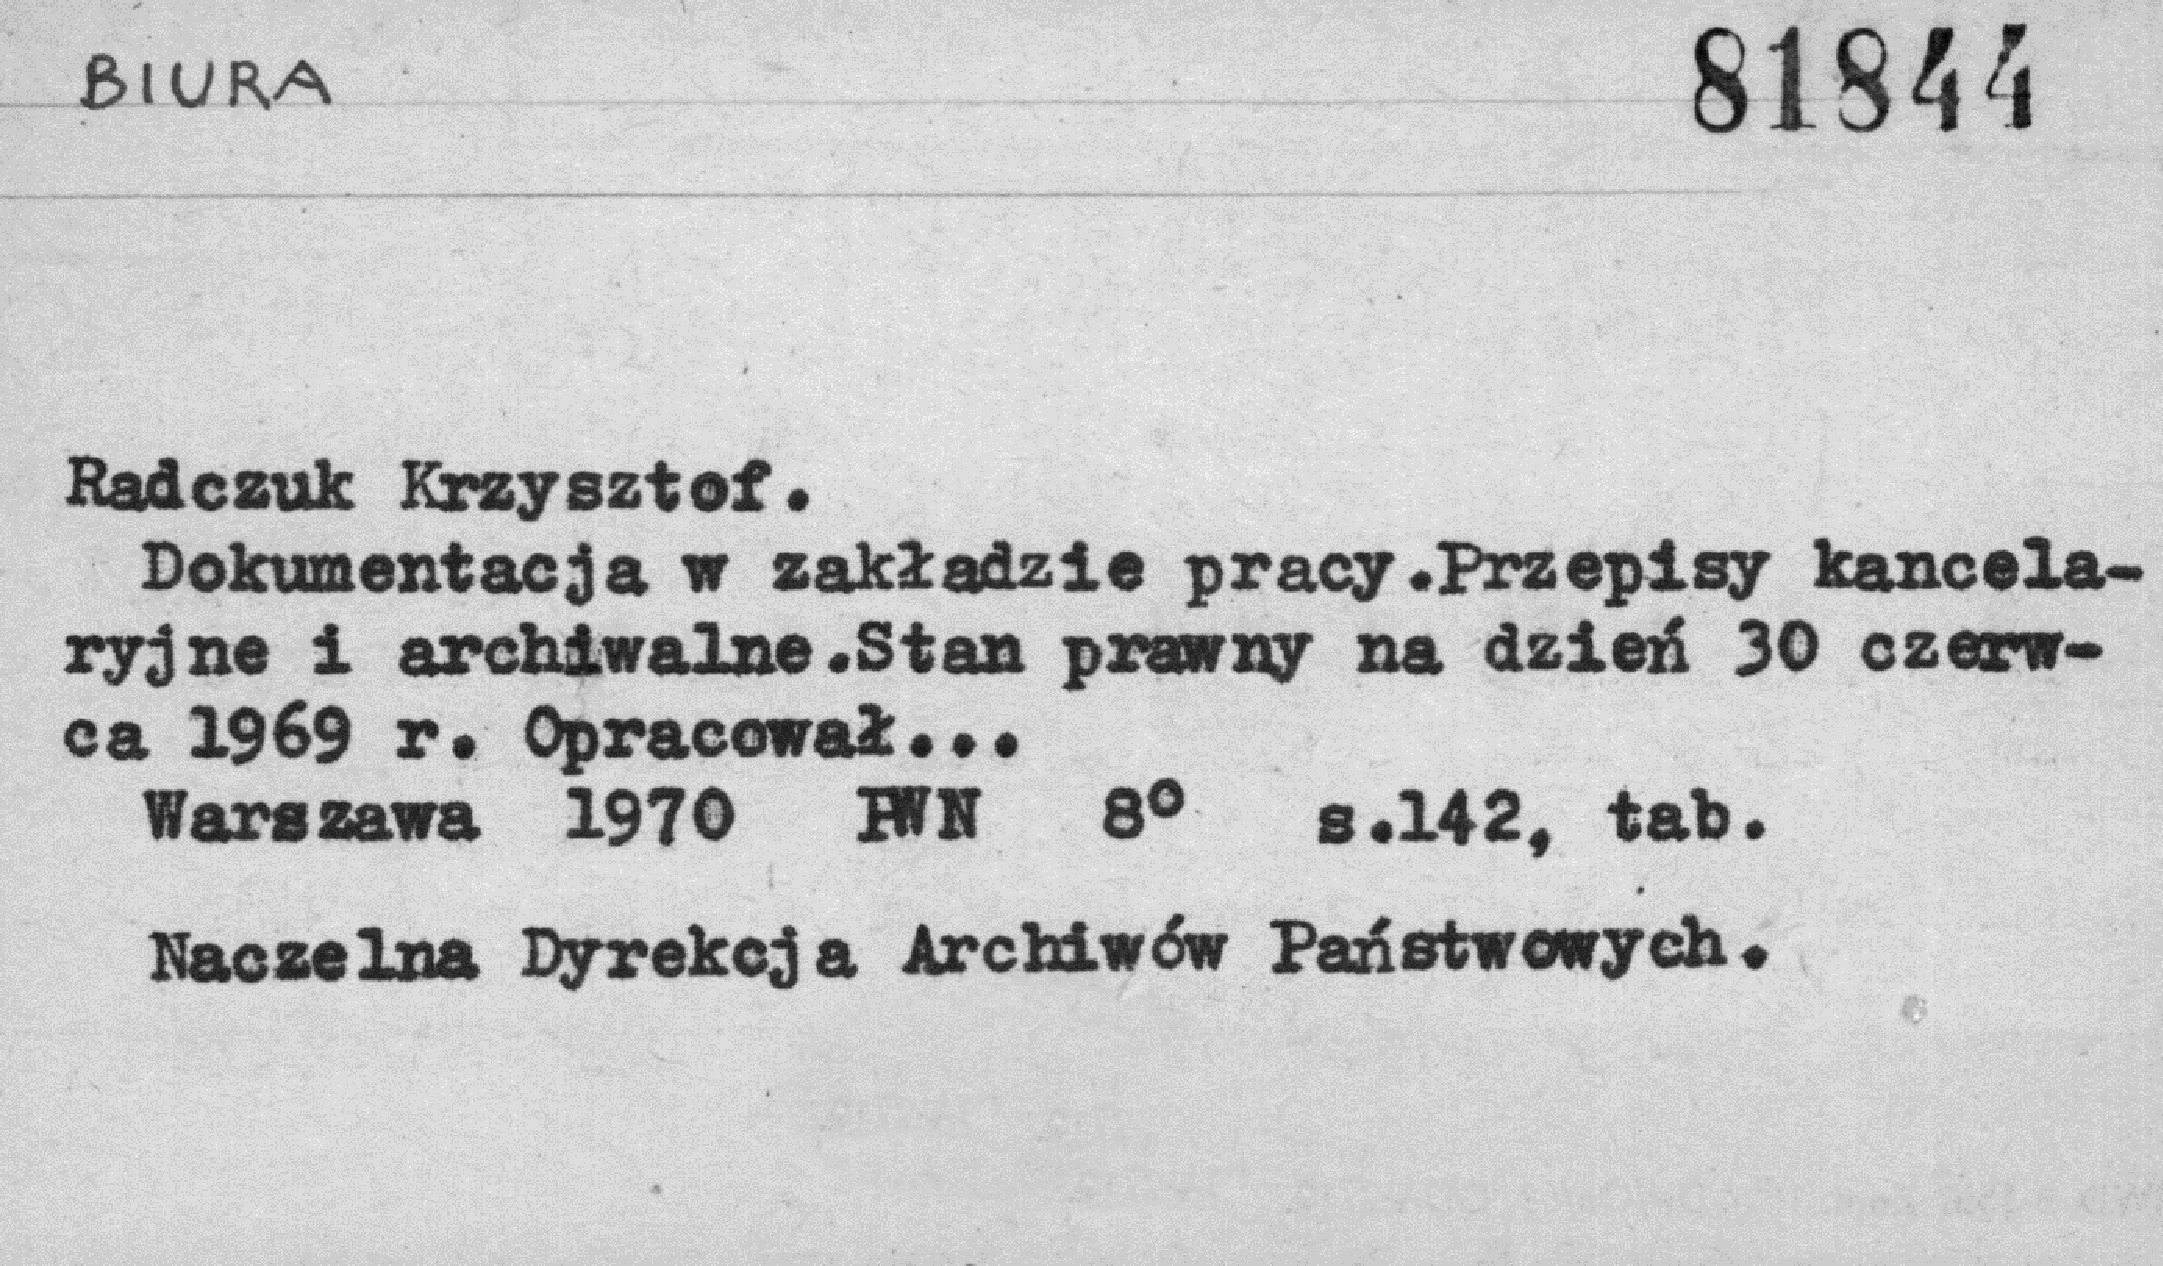 BIURA 81844
Radczuk Krzysztof.
Dokumentacja w zakładzie pracy.Przepisy kancela-
ryjne i archiwalne.Stan prawny na dzień 30 czerw-
ca 1969 r. Opracował...
Warszawa 1970 PWN 8° s.142, tab.
Naczelna Dyrekcja Archiwów Państwowych.